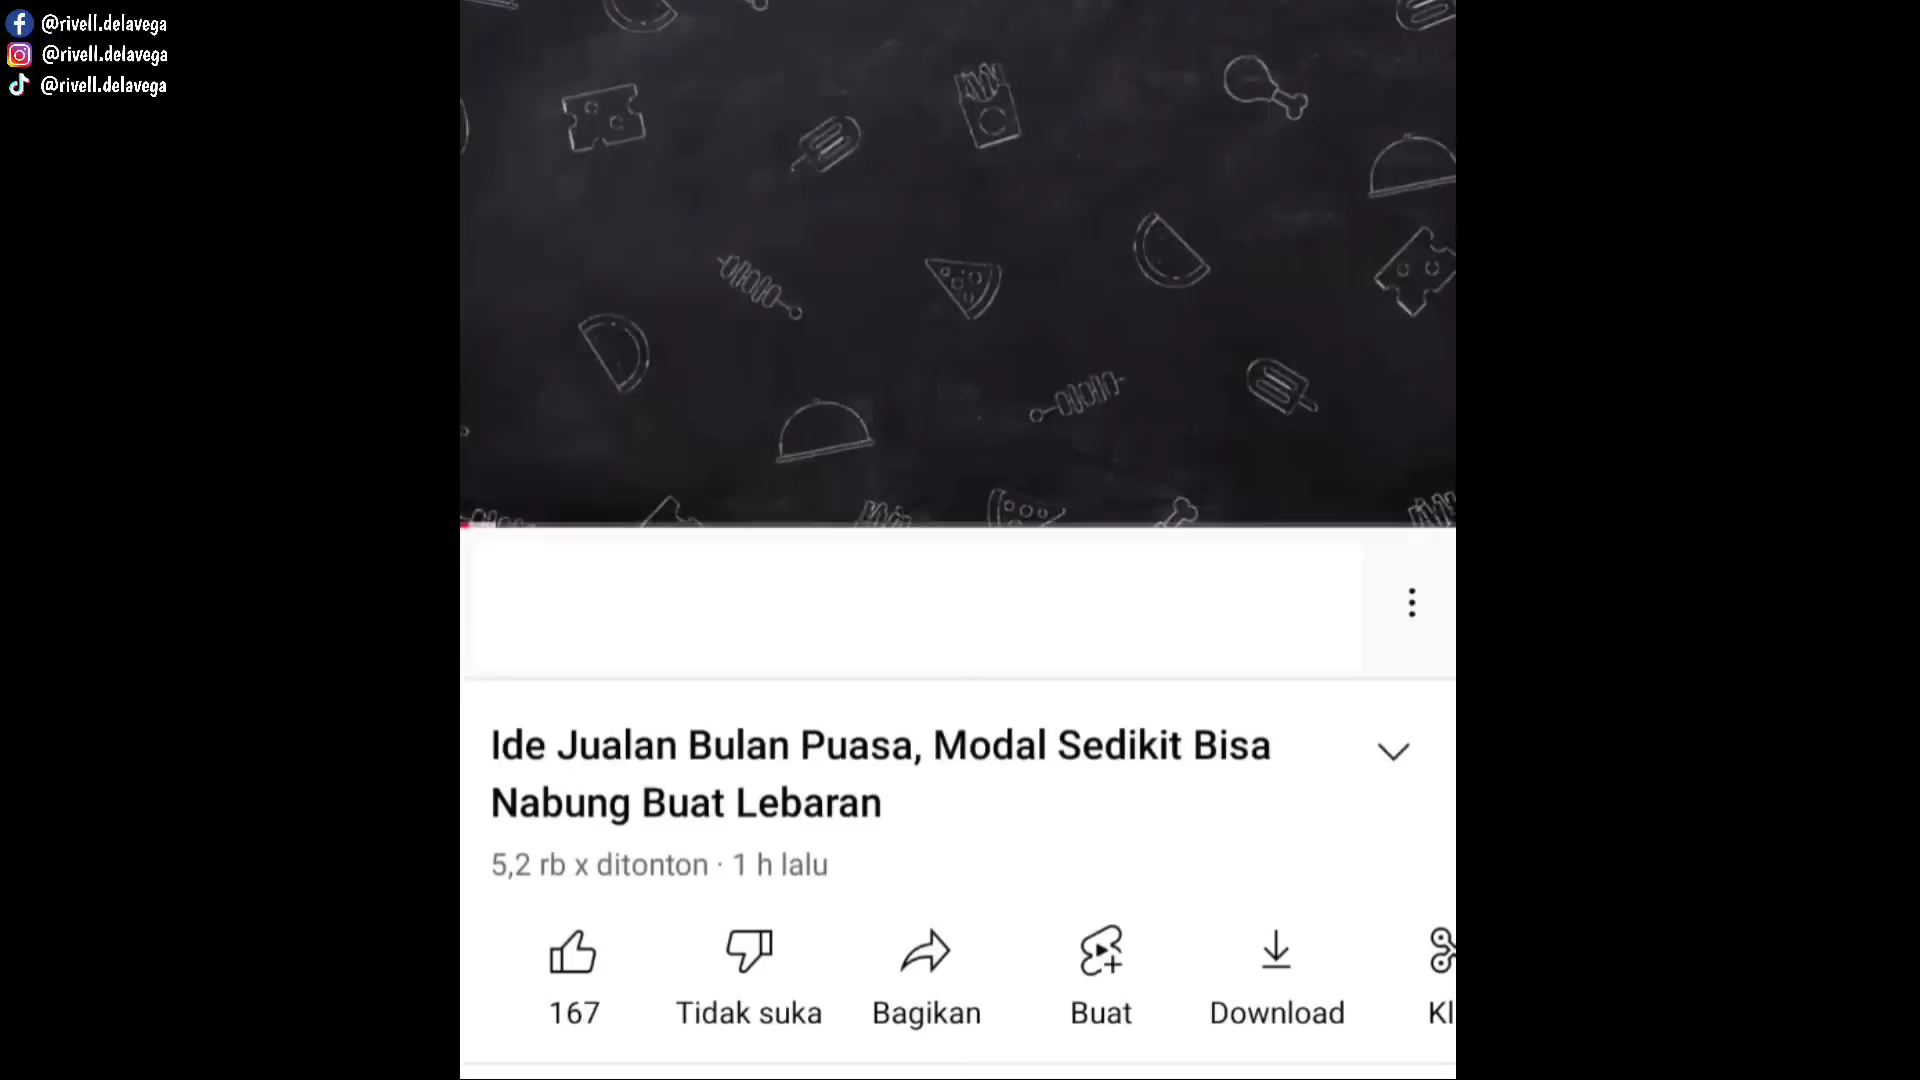 @rivell.delavega
@rivell.delavega
@rivell.delavega
Ide Jualan Bulan Puasa, Modal Sedikit Bisa
Nabung Buat Lebaran
5,2 rb x ditonton · 1 h lalu
167
Tidak suka
Bagikan
Buat
Download
Kl